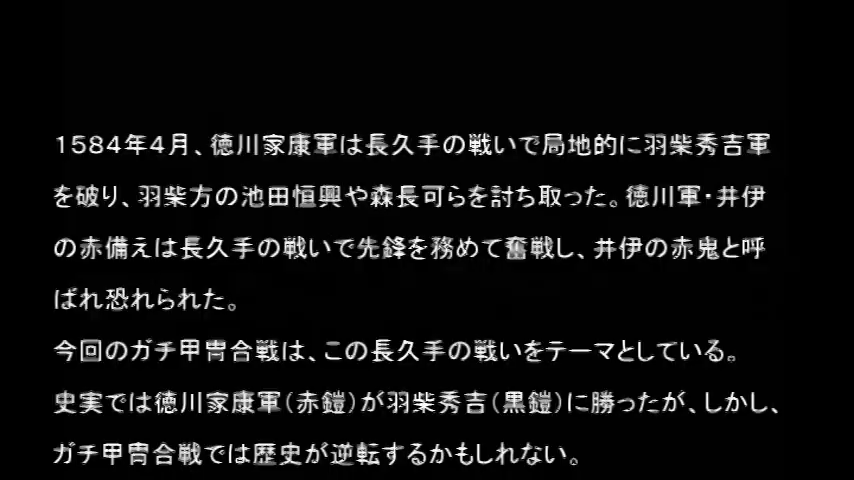 1584年4月、徳川家康軍は長久手の戦いで局地的に羽柴秀吉軍
を破り、羽柴方の池田恒興や森長可らを討ち取った。徳川軍・井伊
の赤備えは長久手の戦いで先鋒を務めて奮戦し、井伊の赤鬼と呼
ばれ恐れられた。
今回のガチ甲冑合戦は、この長久手の戦いをテーマとしている。
史実では徳川家康軍（赤鎧）が羽柴秀吉（黒鎧）に勝ったが、しかし、
ガチ甲冑合戦では歴史が逆転するかもしれない。